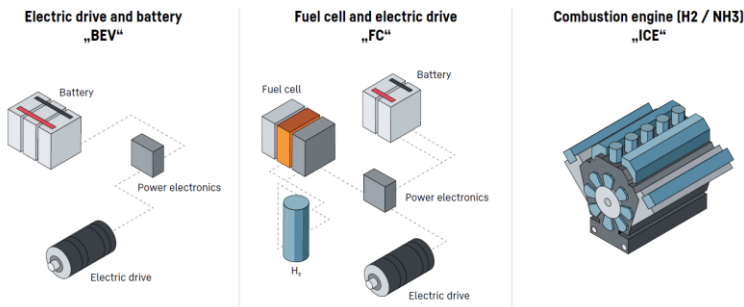 Electric drive and battery
„BEV“
Battery
Power electronics
Electric drive
Fuel cell and electric drive
„FC“
Fuel cell
Battery
Power electronics
H₂
Electric drive
Combustion engine (H2 / NH3)
„ICE“